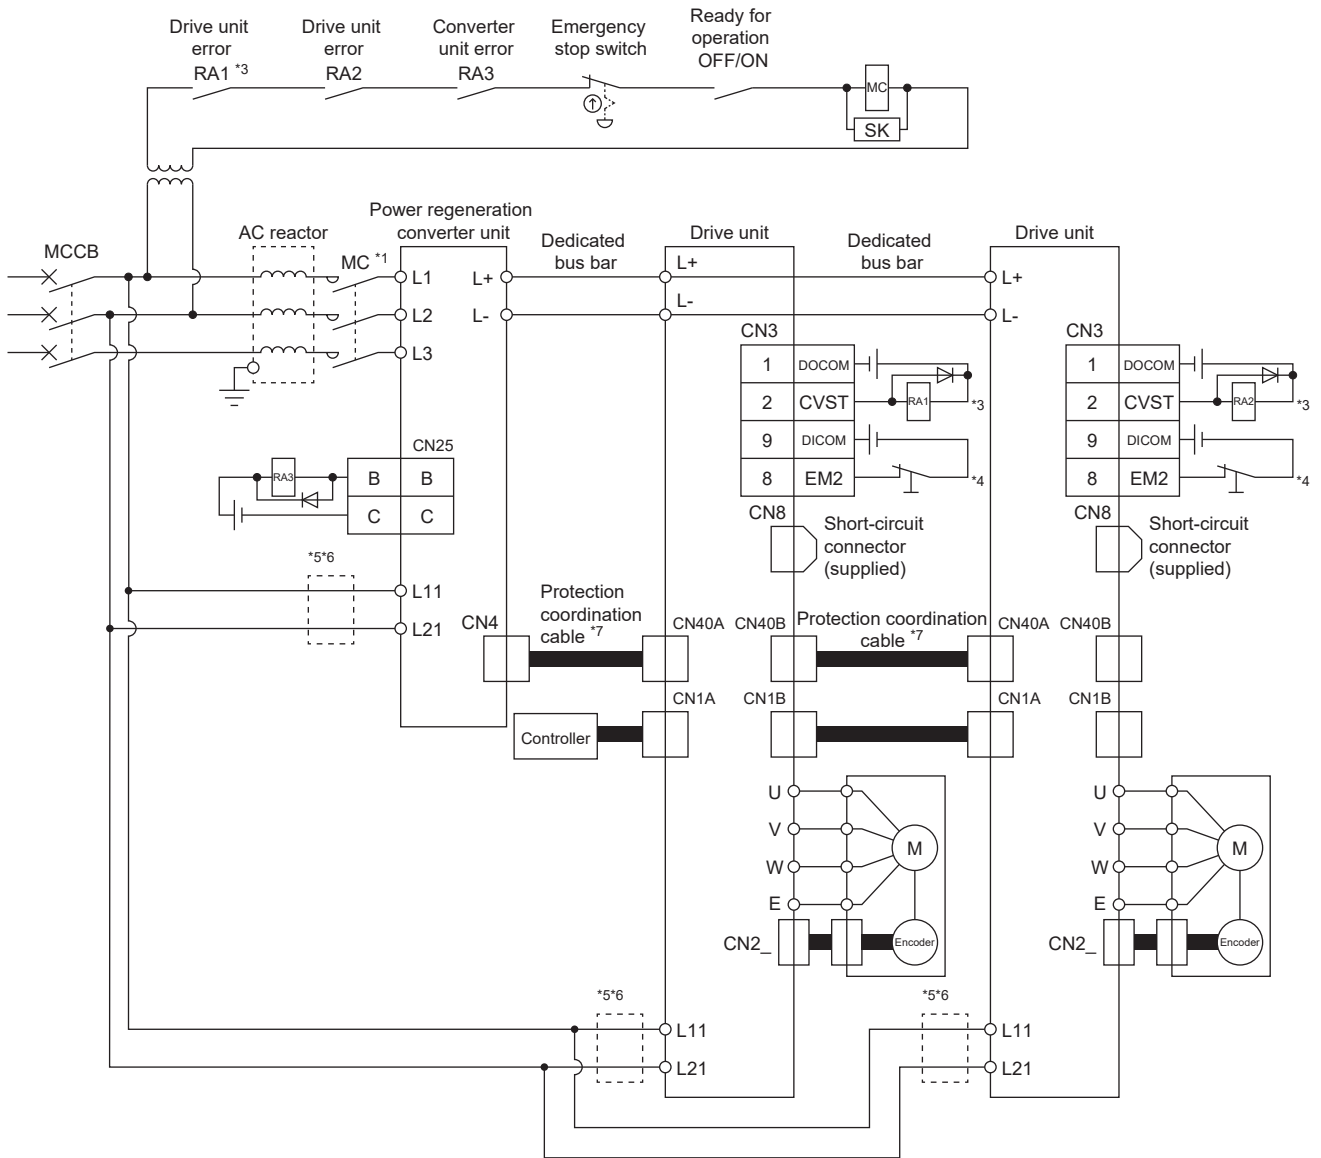 Drive unit
error
RA1 *3
Drive unit
error
RA2
Converter
unit error
RA3
Emergency
stop switch
Ready for
operation
OFF/ON
MC
SK
MCCB
AC reactor
MC *1
Power regeneration
converter unit
L1
L2
L3
L+
L-
Dedicated
bus bar
Drive unit
L+
L-
Dedicated
bus bar
Drive unit
L+
L-
CN3
1 DOCOM
2 CVST
9 DICOM
8 EM2
RA1
*3
*4
CN3
1 DOCOM
2 CVST
9 DICOM
8 EM2
RA2
*3
*4
CN25
B B
C C
RA3
CN8
Short-circuit
connector
(supplied)
CN8
Short-circuit
connector
(supplied)
*5*6
L11
L21
CN4
Protection
coordination
cable *7
CN40A
CN40B
Protection coordination
cable *7
CN40A
CN40B
Controller
CN1A
CN1B
CN1A
CN1B
U
V
W
E
M
CN2_
Encoder
U
V
W
E
M
CN2_
Encoder
*5*6
L11
L21
*5*6
L11
L21